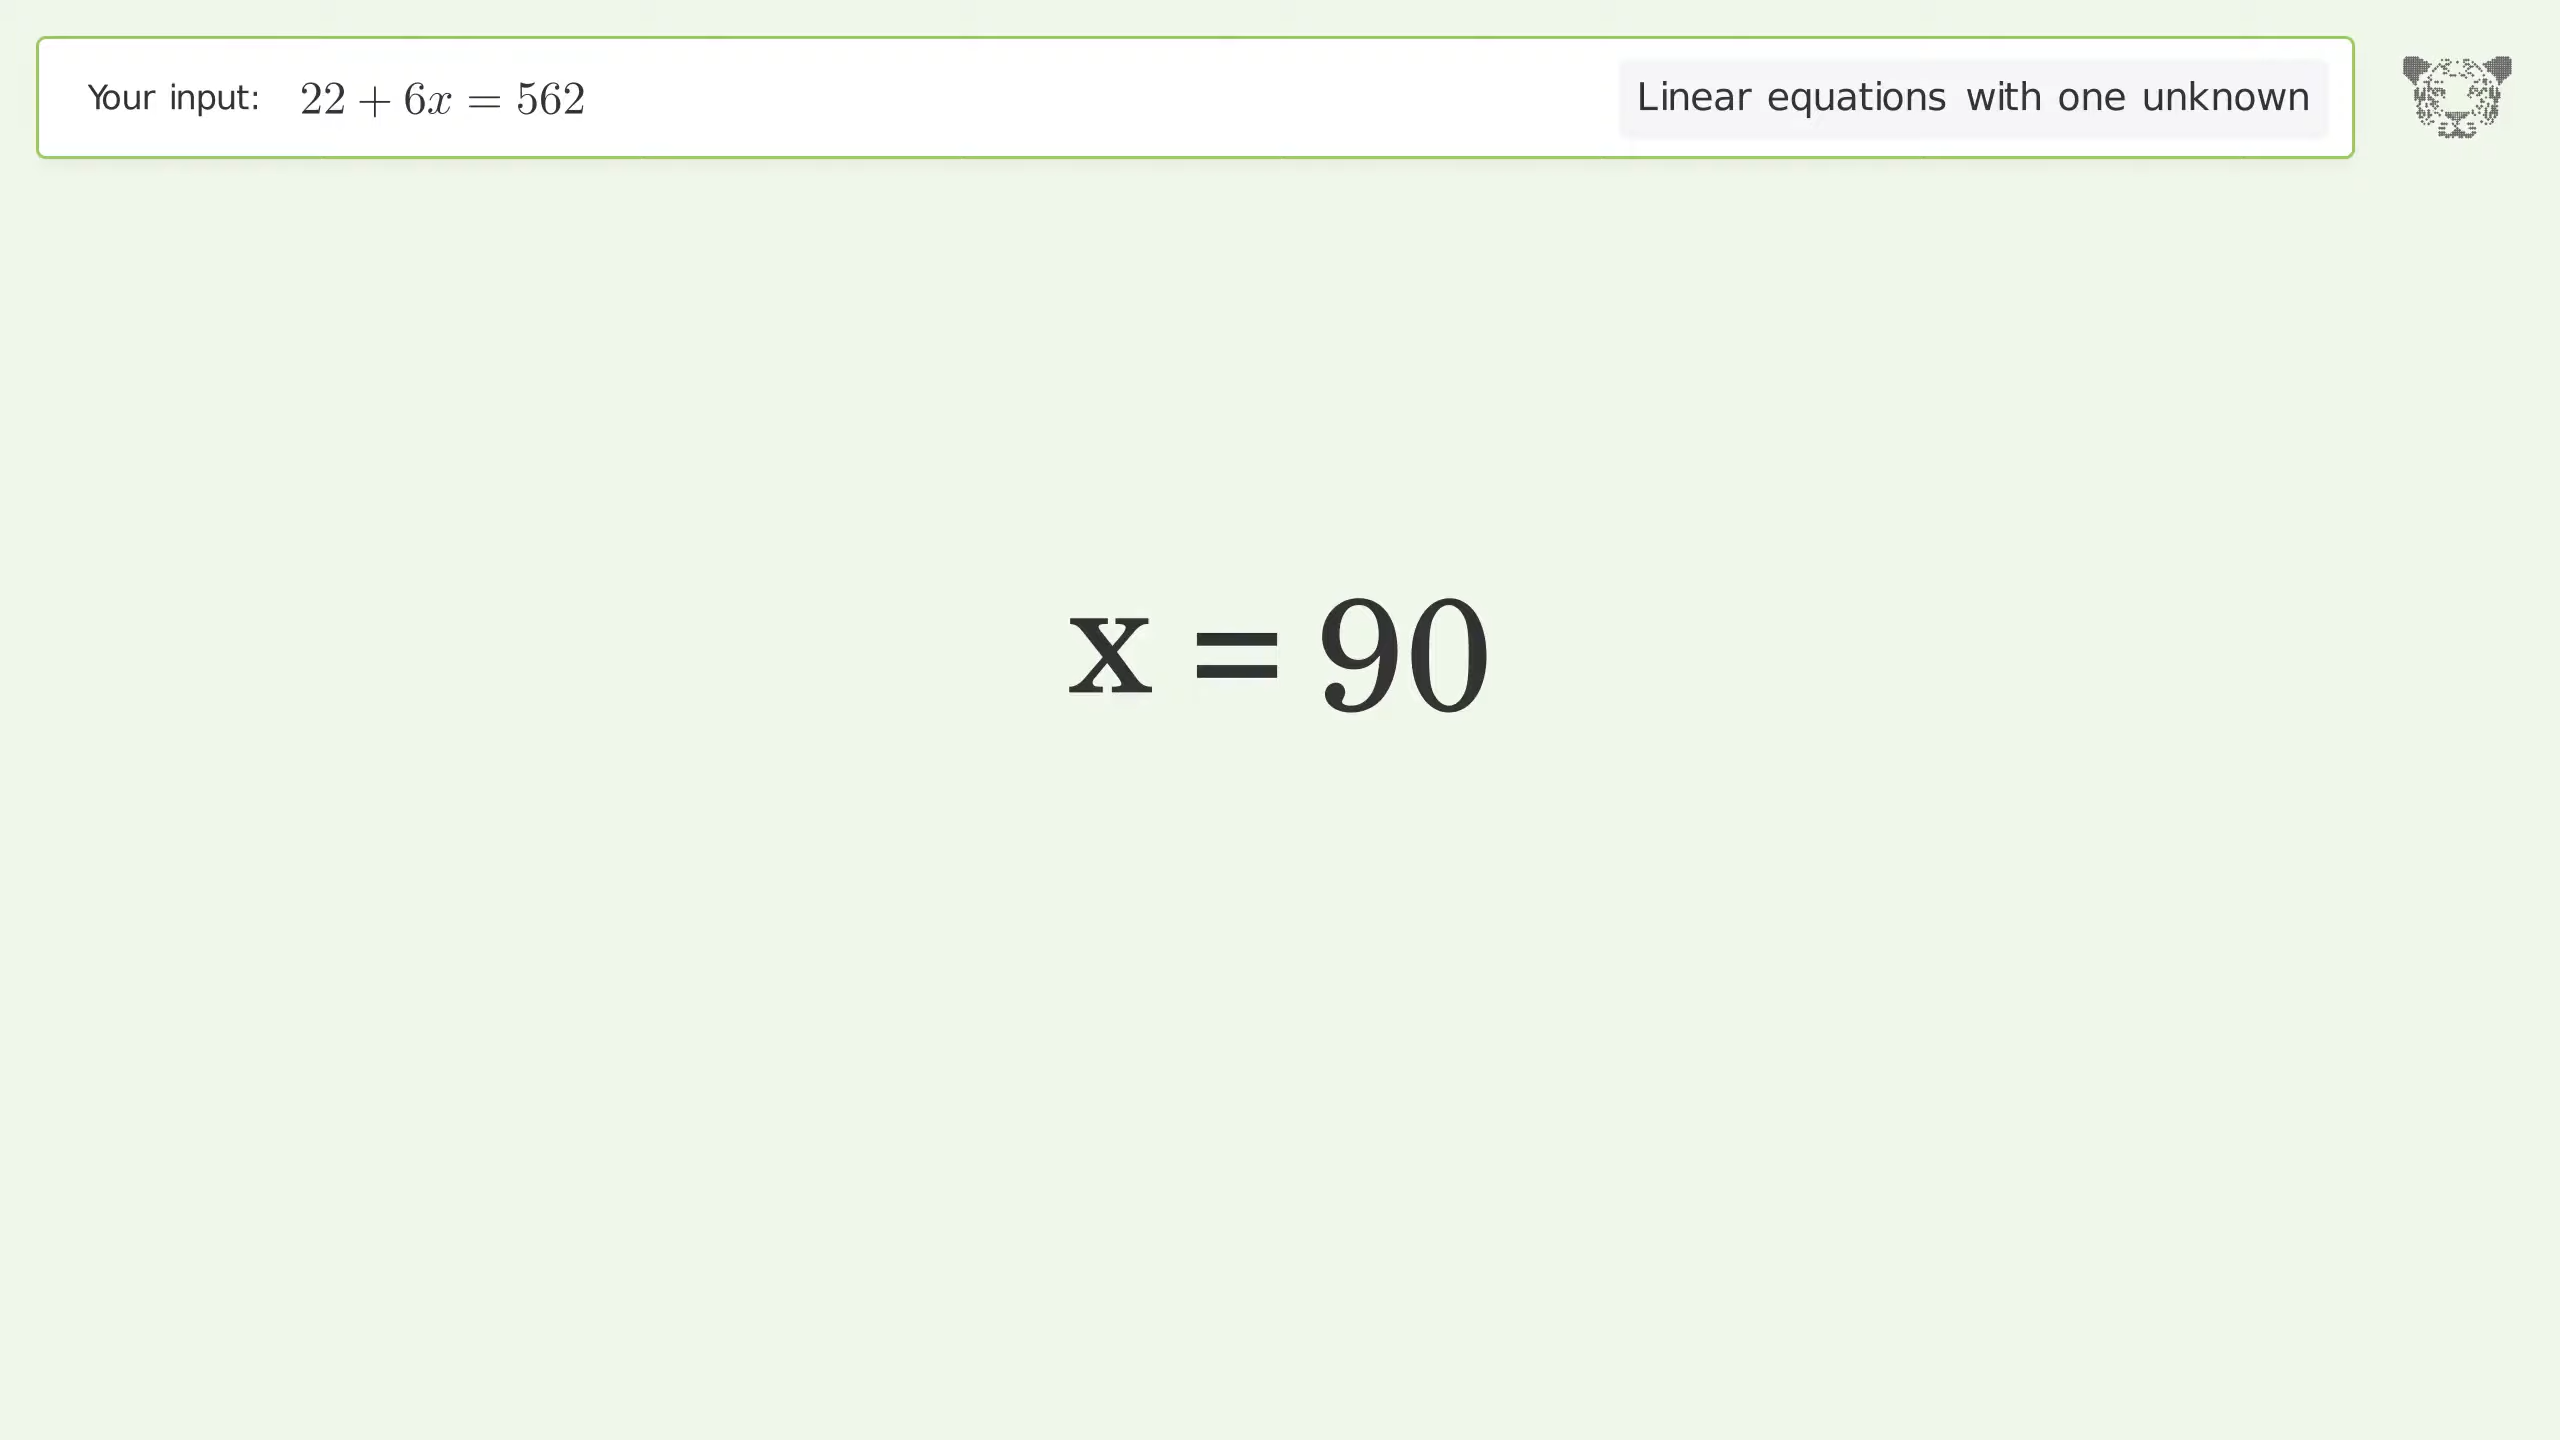 Your input: 22 + 6x = 562 Linear equations with one unknown
x = 90